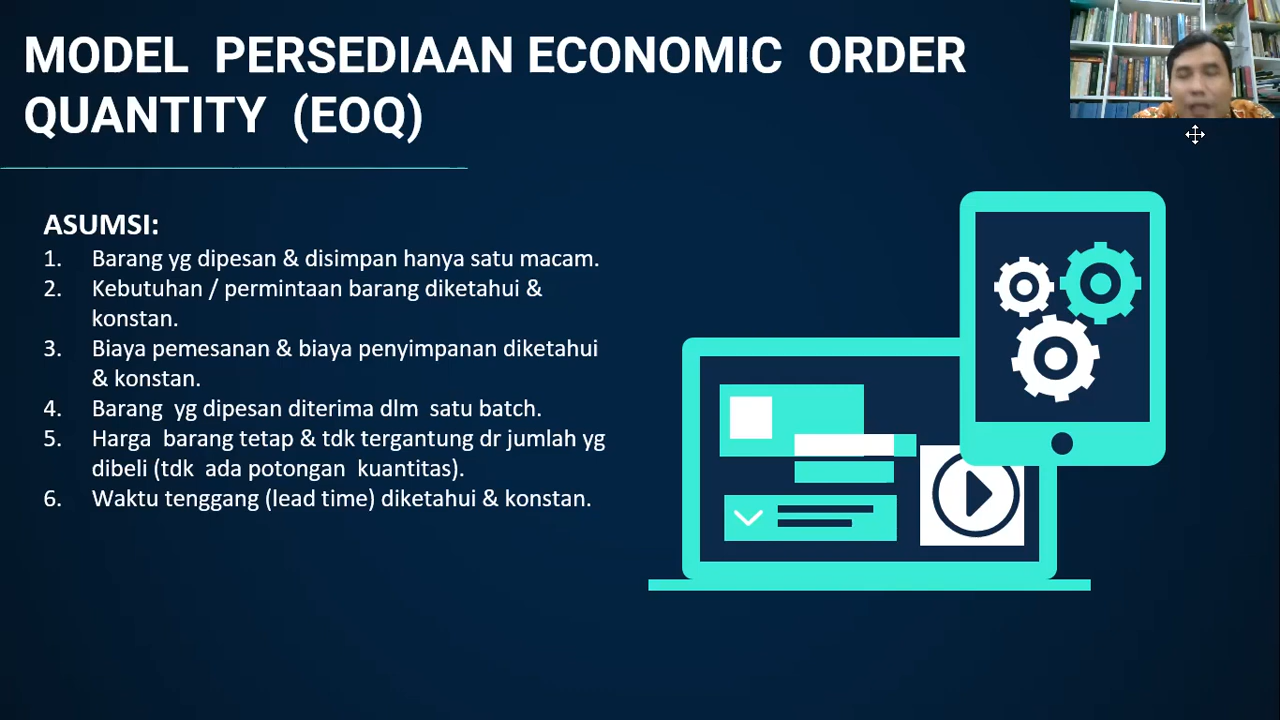 MODEL PERSEDIAAN ECONOMIC ORDER
QUANTITY (EOQ)
ASUMSI:
1. Barang yg dipesan & disimpan hanya satu macam.
2. Kebutuhan / permintaan barang diketahui &
konstan.
3. Biaya pemesanan & biaya penyimpanan diketahui
& konstan.
4. Barang yg dipesan diterima dlm satu batch.
5. Harga barang tetap & tdk tergantung dr jumlah yg
dibeli (tdk ada potongan kuantitas).
6. Waktu tenggang (lead time) diketahui & konstan.